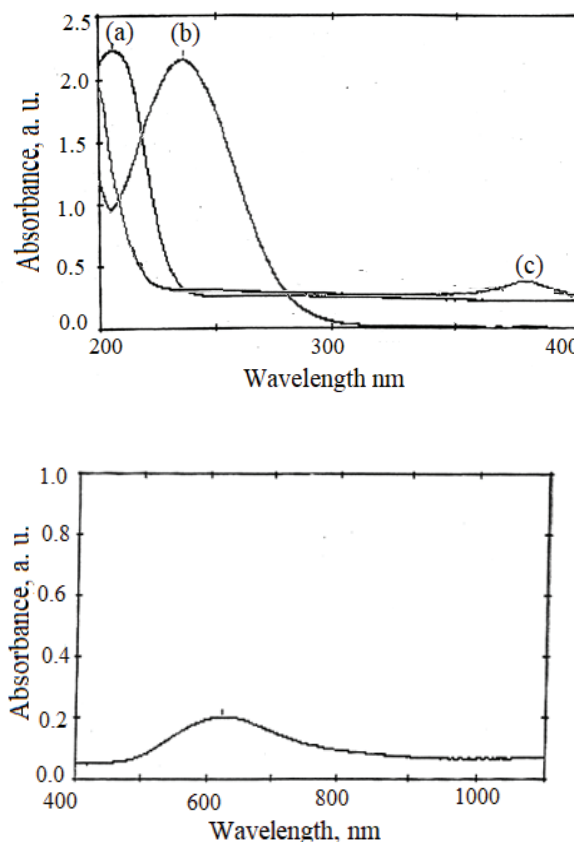 (a) (b)
2.5
2.0
1.5
1.0
0.5
0.0
(c)
Absorbance, a. u.
200 300 400
Wavelength nm
1.0
0.8
0.6
0.4
0.2
0.0
Absorbance, a. u.
400 600 800 1000
Wavelength, nm